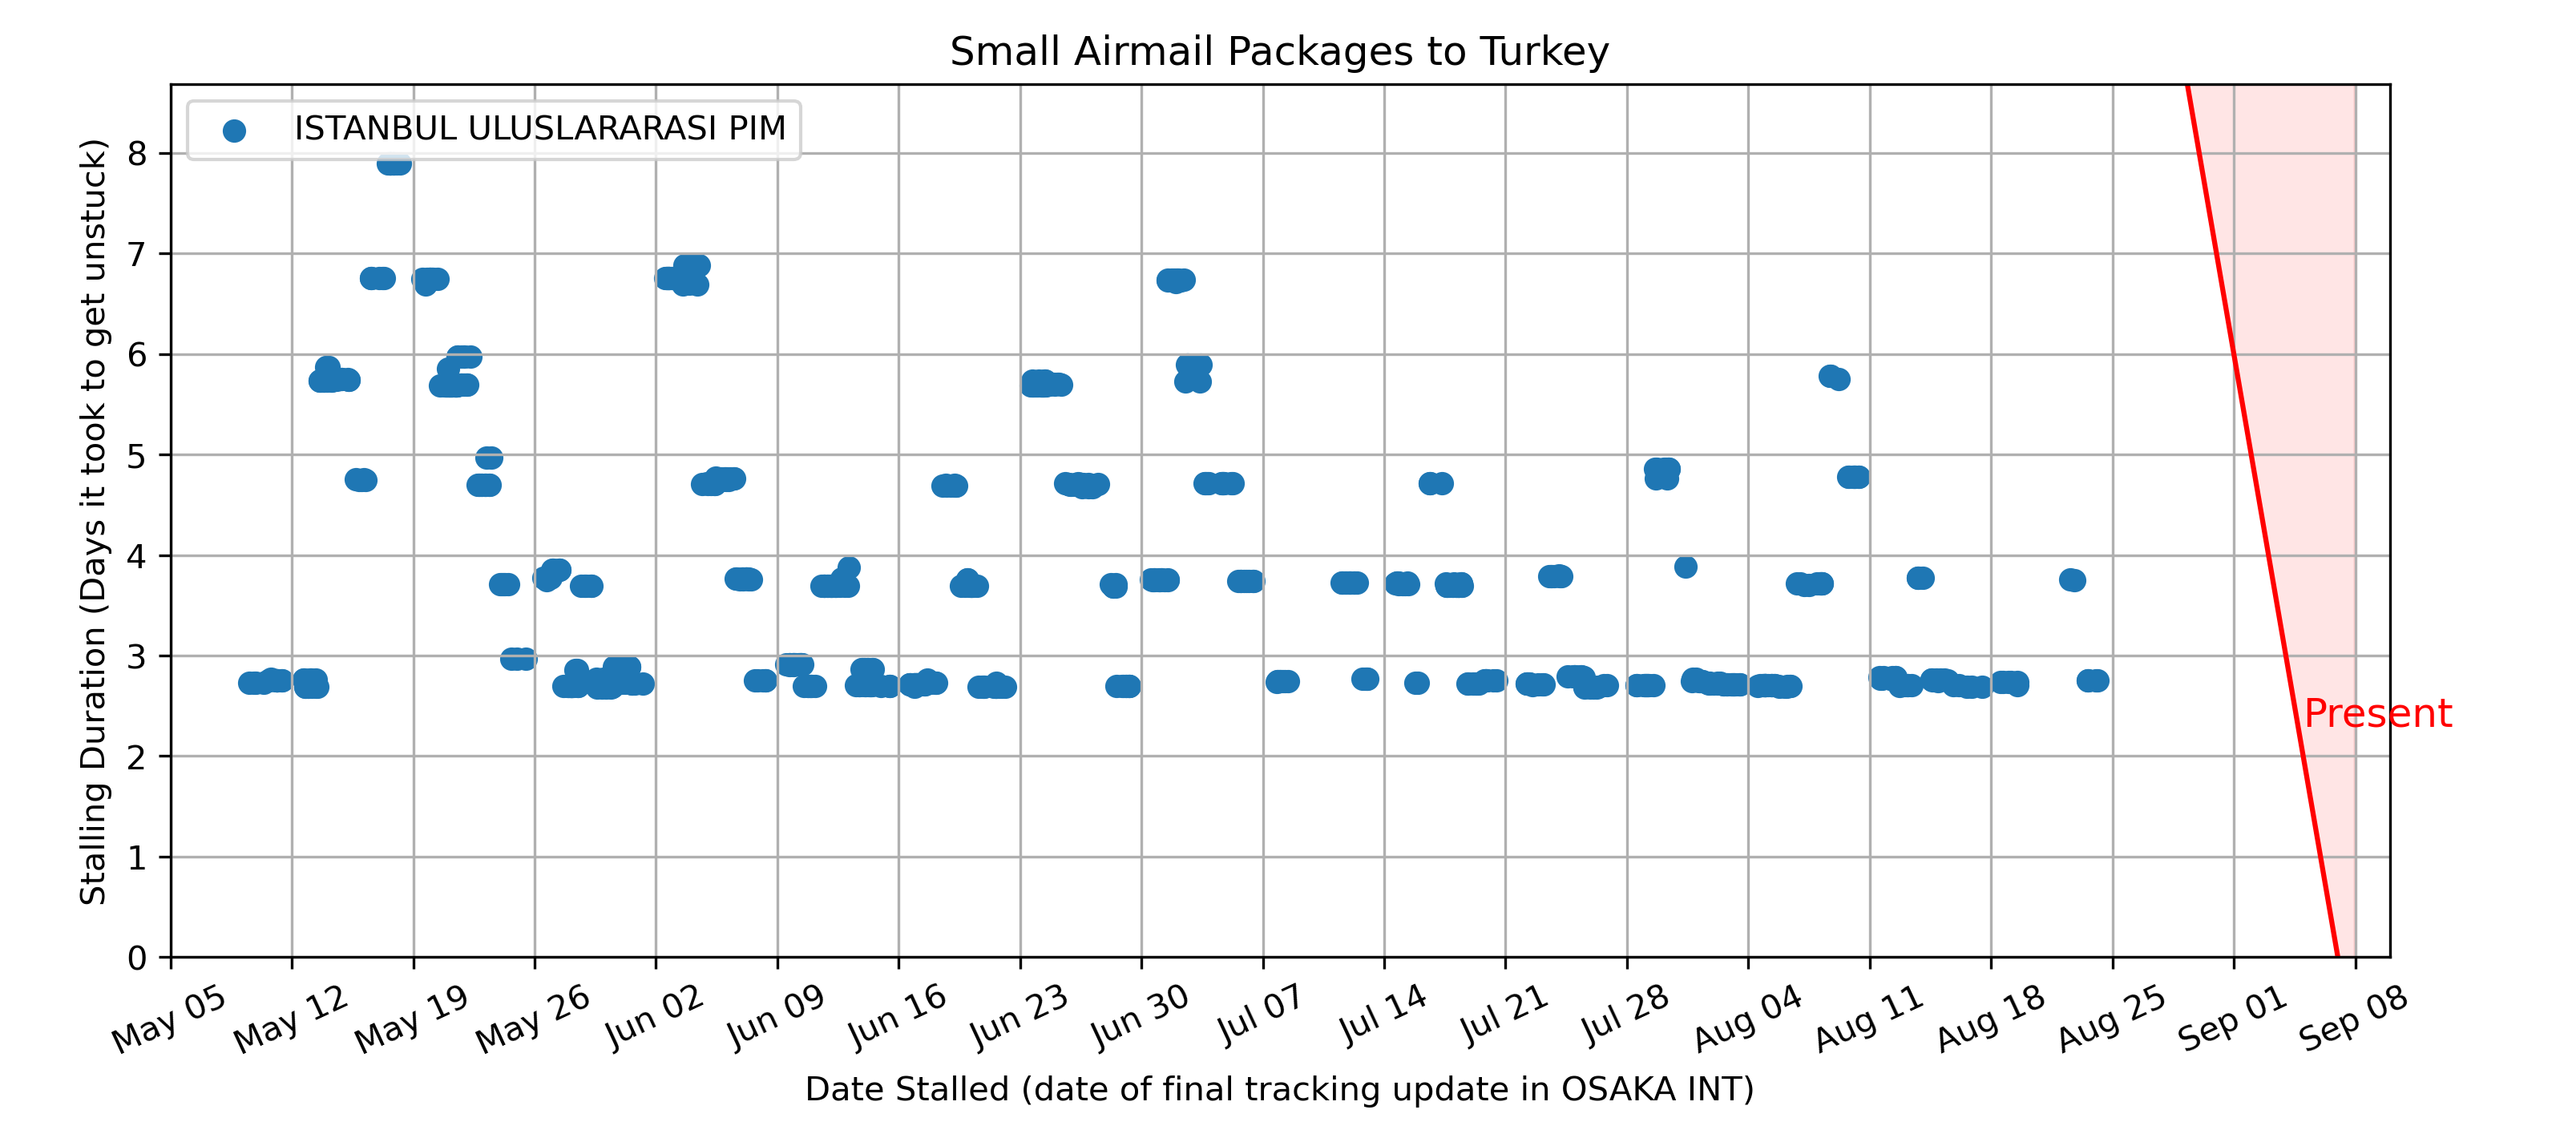 Small Airmail Packages to Turkey
ISTANBUL ULUSLARARASI PIM
Stalling Duration (Days it took to get unstuck)
8
7
6
5
4
3
2
1
0
Present
May 05
May 12
May 19
May 26
Jun 02
Jun 09
Jun 16
Jun 23
Jun 30
Jul 07
Jul 14
Jul 21
Jul 28
Aug 04
Aug 11
Aug 18
Aug 25
Sep 01
Sep 08
Date Stalled (date of final tracking update in OSAKA INT)